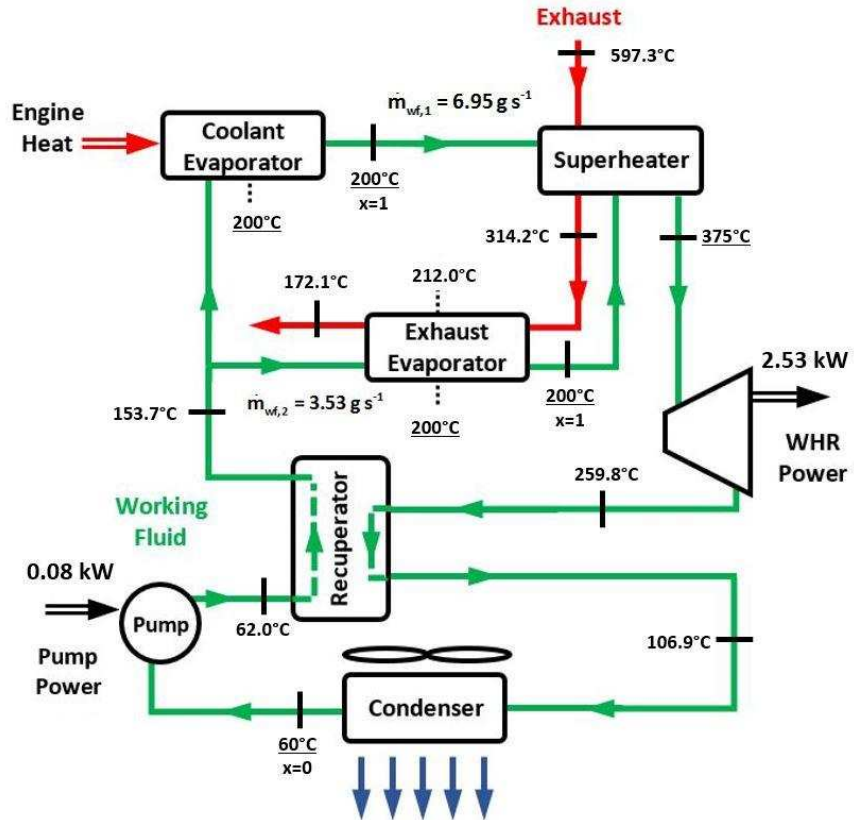 Exhaust
597.3°C
ṁwf,1 = 6.95 g s⁻¹
Engine
Heat
Coolant
Evaporator
Superheater
200°C
x=1
200°C
314.2°C
375°C
172.1°C
212.0°C
Exhaust
Evaporator
2.53 kW
153.7°C
ṁwf,2 = 3.53 g s⁻¹
200°C
200°C
x=1
WHR
Power
259.8°C
Working
Fluid
Recuperator
0.08 kW
Pump
62.0°C
106.9°C
Pump
Power
Condenser
60°C
x=0